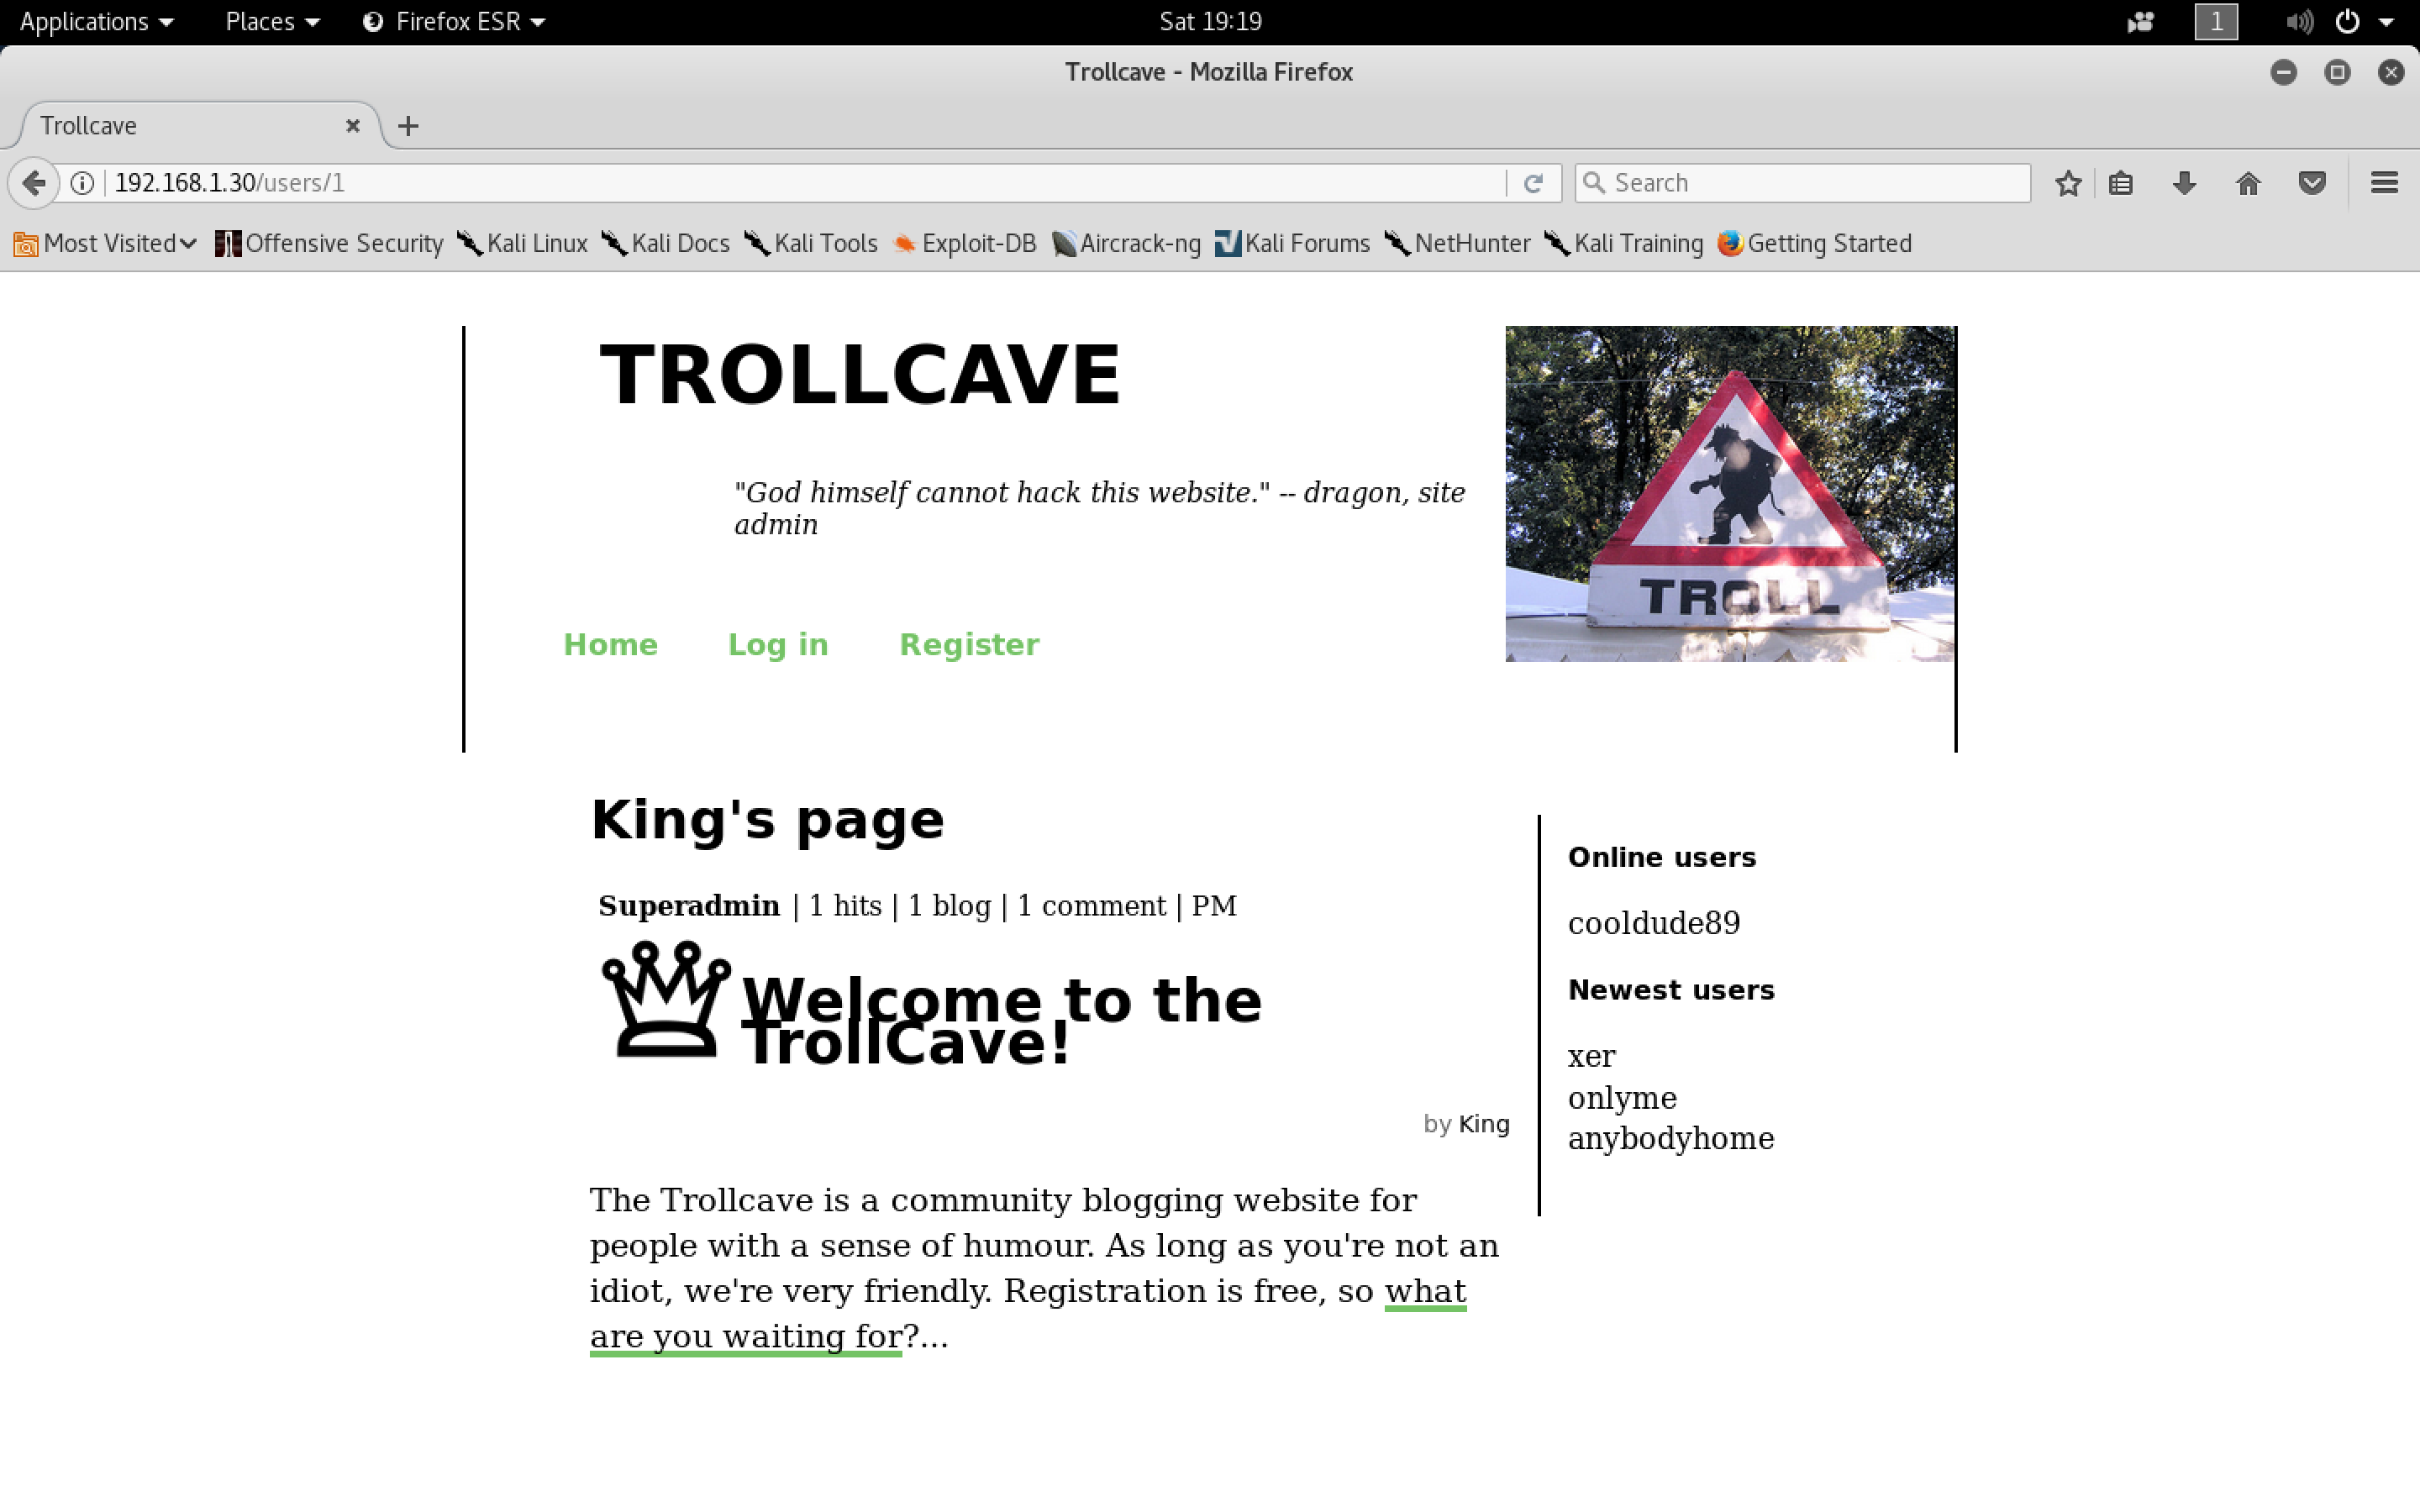 Applications Places Firefox ESR Sat 19:19 1
Trollcave - Mozilla Firefox
Trollcave
192.168.1.30/users/1 Search
Most Visited Offensive Security Kali Linux Kali Docs Kali Tools Exploit-DB Aircrack-ng Kali Forums NetHunter Kali Training Getting Started
TROLLCAVE
"God himself cannot hack this website." -- dragon, site
admin
TROLL
Home Log in Register
King's page
Superadmin | 1 hits | 1 blog | 1 comment | PM
Welcome to the
TrollCave!
by King
The Trollcave is a community blogging website for
people with a sense of humour. As long as you're not an
idiot, we're very friendly. Registration is free, so what
are you waiting for?...
Online users
cooldude89
Newest users
xer
onlyme
anybodyhome